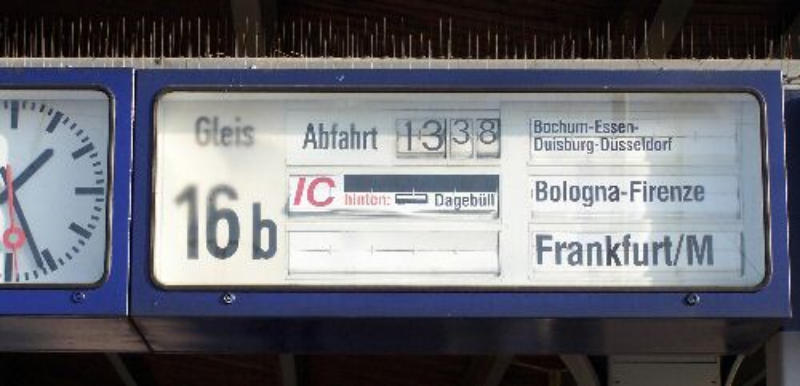 Gleis
16 b
Abfahrt 13 38
IC
hinten: Dagebüll
Bochum-Essen-
Duisburg-Düsseldorf
Bologna-Firenze
Frankfurt/M